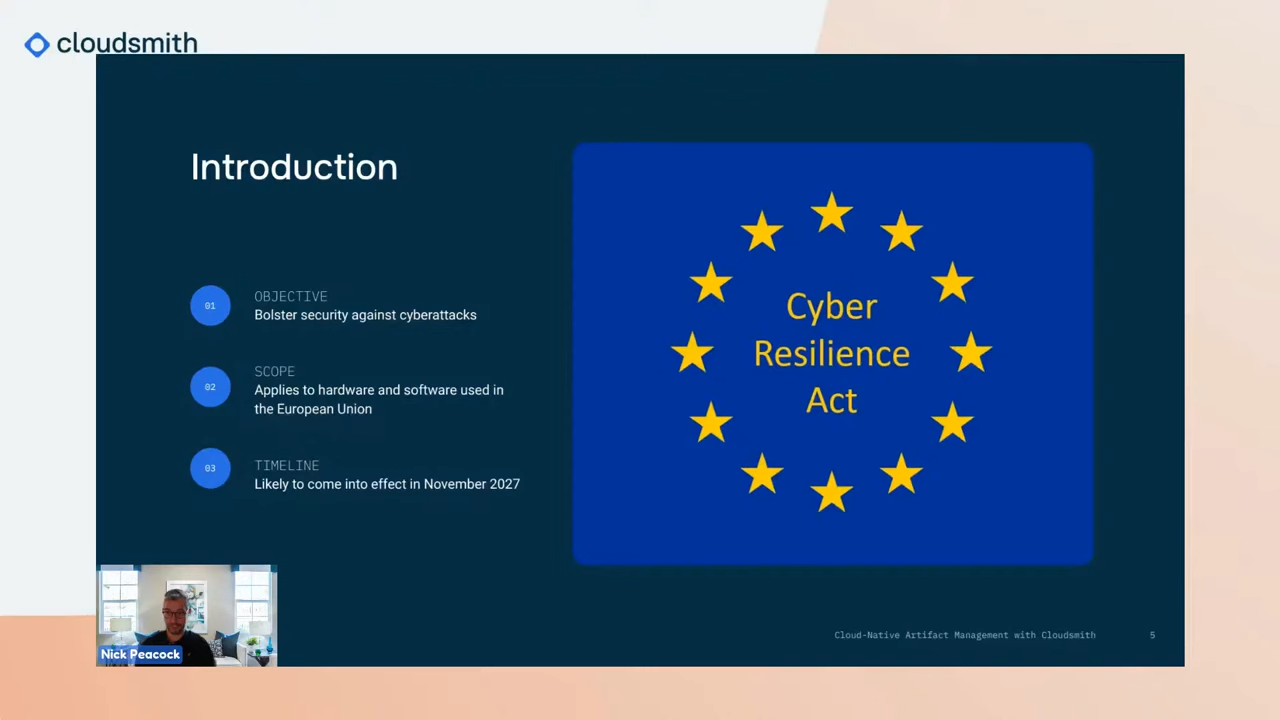 cloudsmith
Introduction
01
OBJECTIVE
Bolster security against cyberattacks
02
SCOPE
Applies to hardware and software used in
the European Union
03
TIMELINE
Likely to come into effect in November 2027
Cyber
Resilience
Act
Nick Peacock
Cloud-Native Artifact Management with Cloudsmith
5